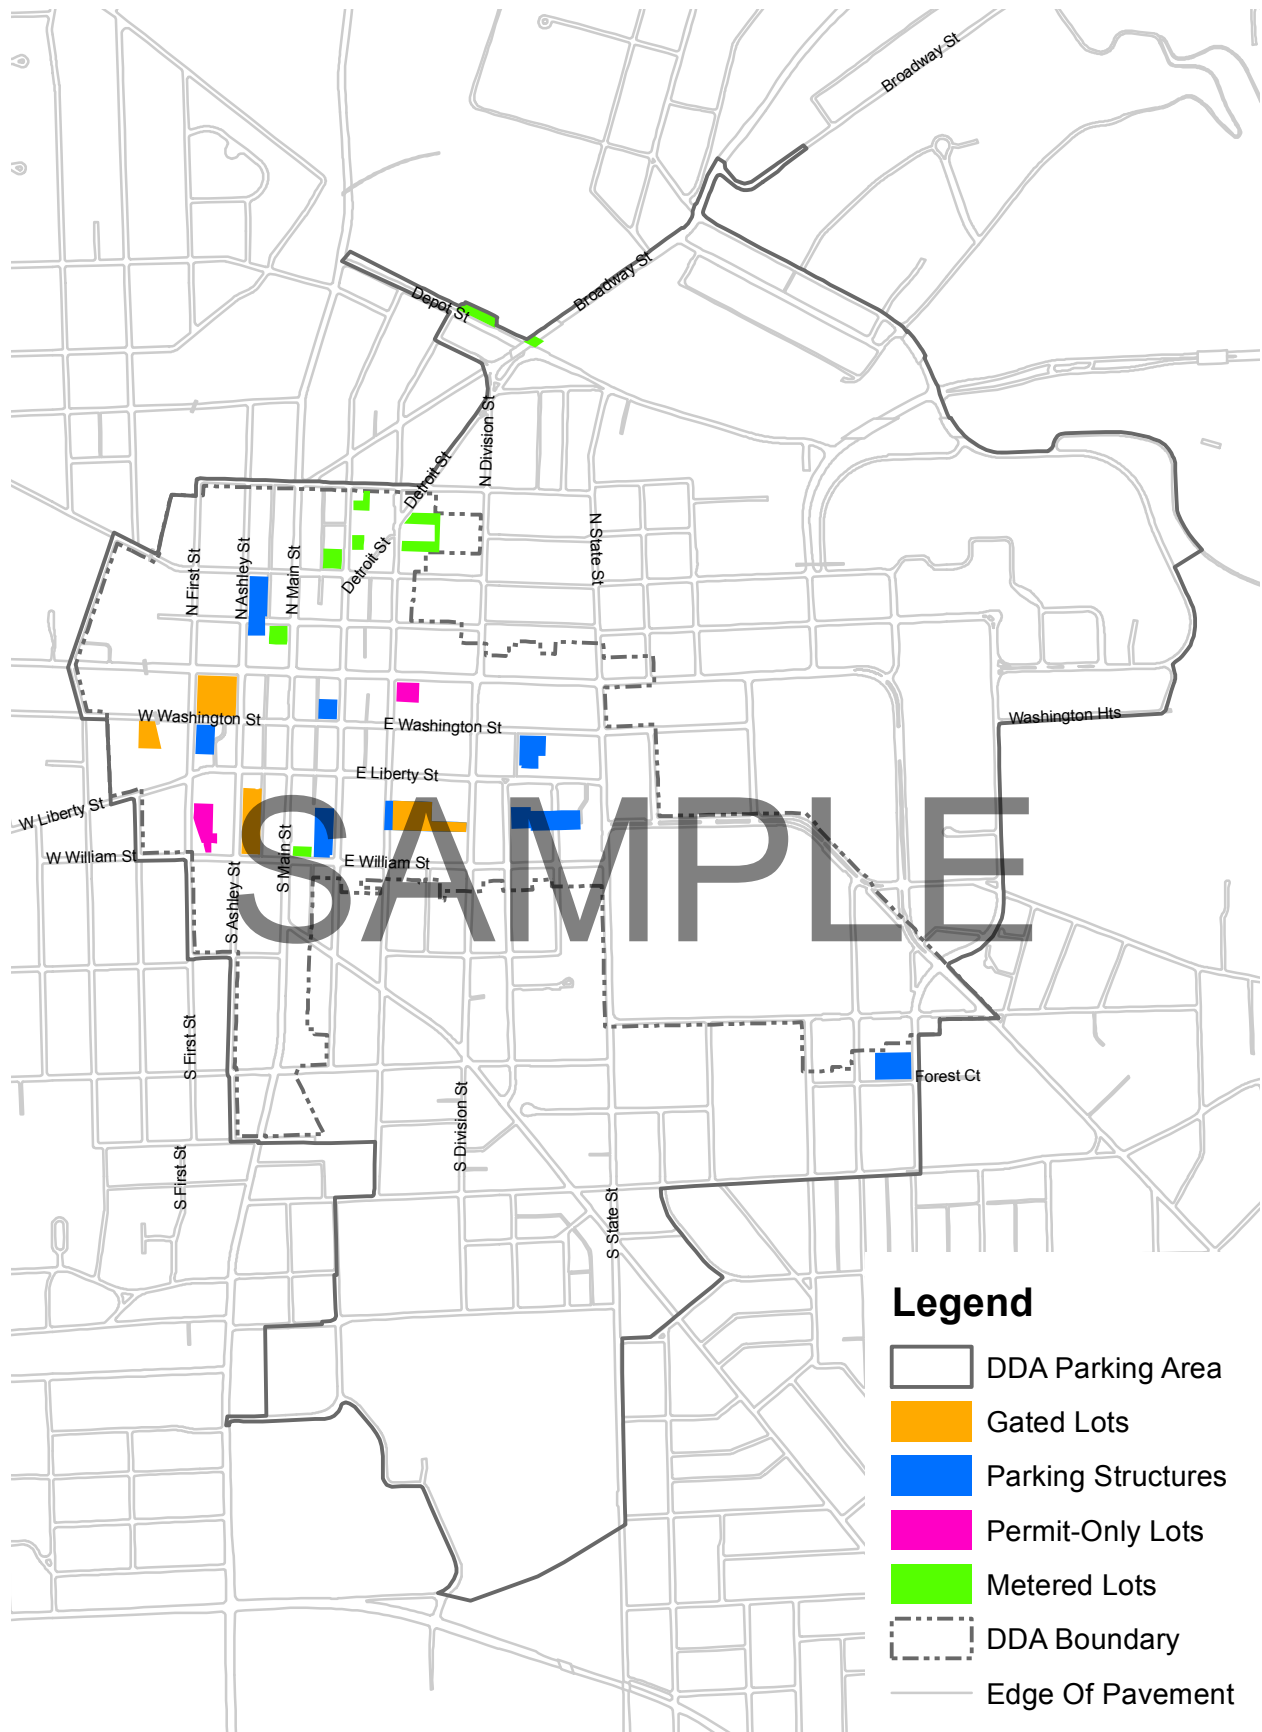 Broadway St
Broadway St
Depot St
N Division St
Detroit St
N State St
Detroit St
N First St
N Ashley St
N Main St
W Washington St
E Washington St
Washington Hts
E Liberty St
W Liberty St
SAMPLE
W William St
S Main St
E William St
S Ashley St
S First St
Forest Ct
S Division St
S First St
S State St
Legend
DDA Parking Area
Gated Lots
Parking Structures
Permit-Only Lots
Metered Lots
DDA Boundary
Edge Of Pavement